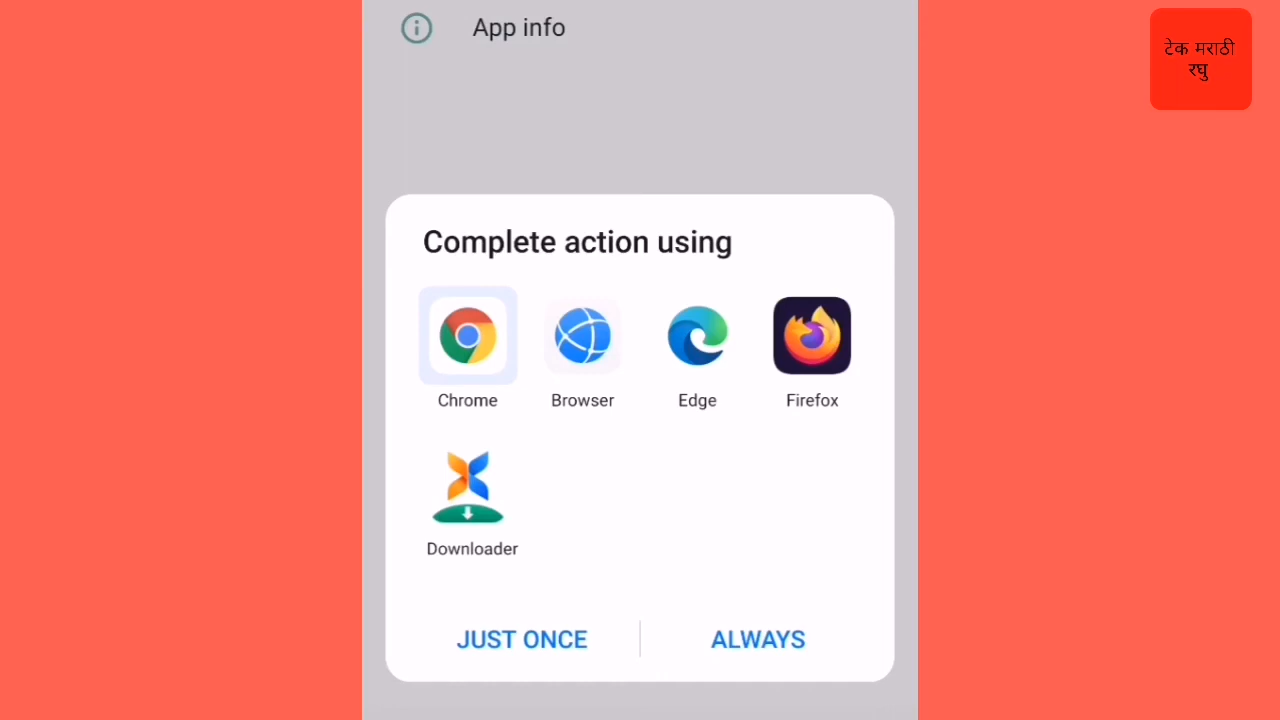 App info
टेक मराठी
रघु
Complete action using
Chrome
Browser
Edge
Firefox
Downloader
JUST ONCE
ALWAYS